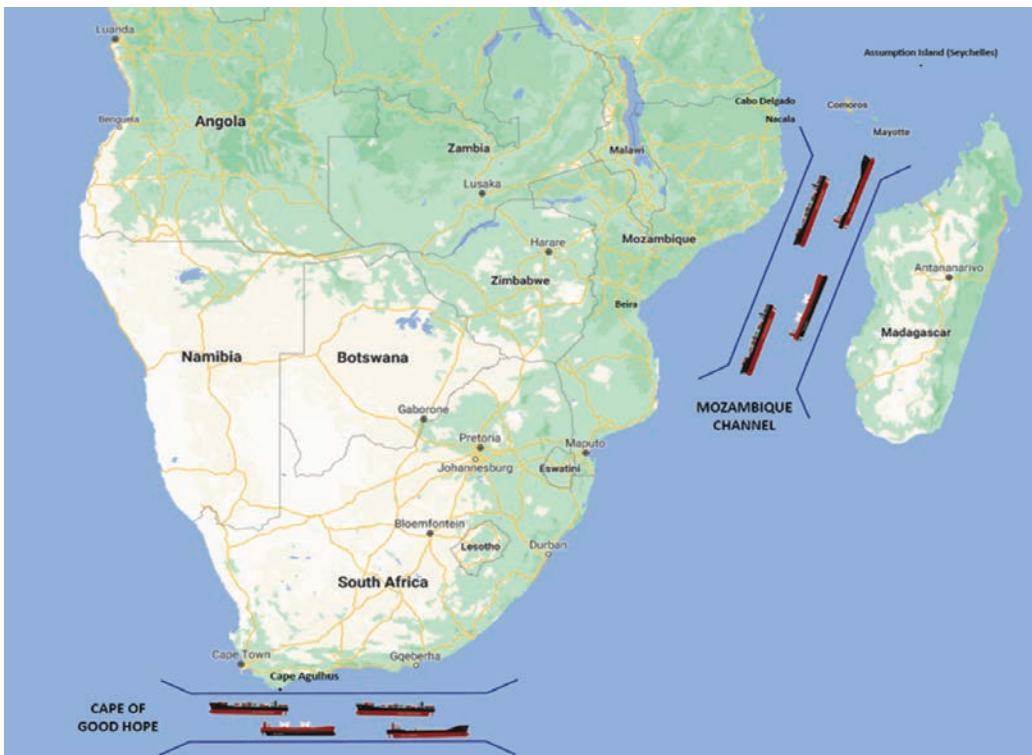 Luanda
Assumption Island (Seychelles)
Cabo Delgado
Comoros
Nacala
Benguela
Angola
Mayotte
Zambia
Malawi
Lusaka
Harare
Mozambique
Zimbabwe
Antananarivo
Beira
Madagascar
Namibia
Botswana
Gaborone
MOZAMBIQUE
CHANNEL
Pretoria
Maputo
Johannesburg
Eswatini
Bloemfontein
Lesotho
Durban
South Africa
Cape Town
Gqeberha
Cape Agulhus
CAPE OF
GOOD HOPE